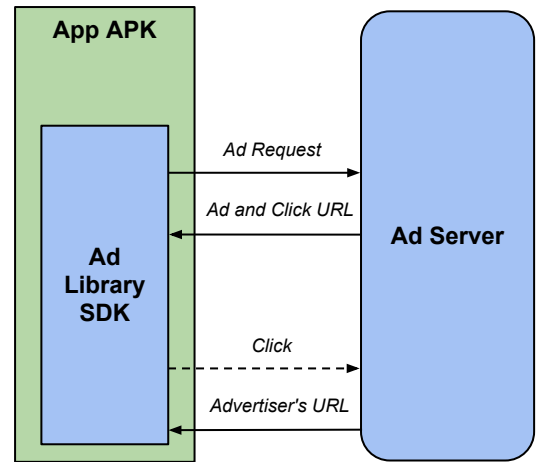 App APK
Ad Request
Ad and Click URL
Ad Server
Ad
Library
SDK
Click
Advertiser's URL